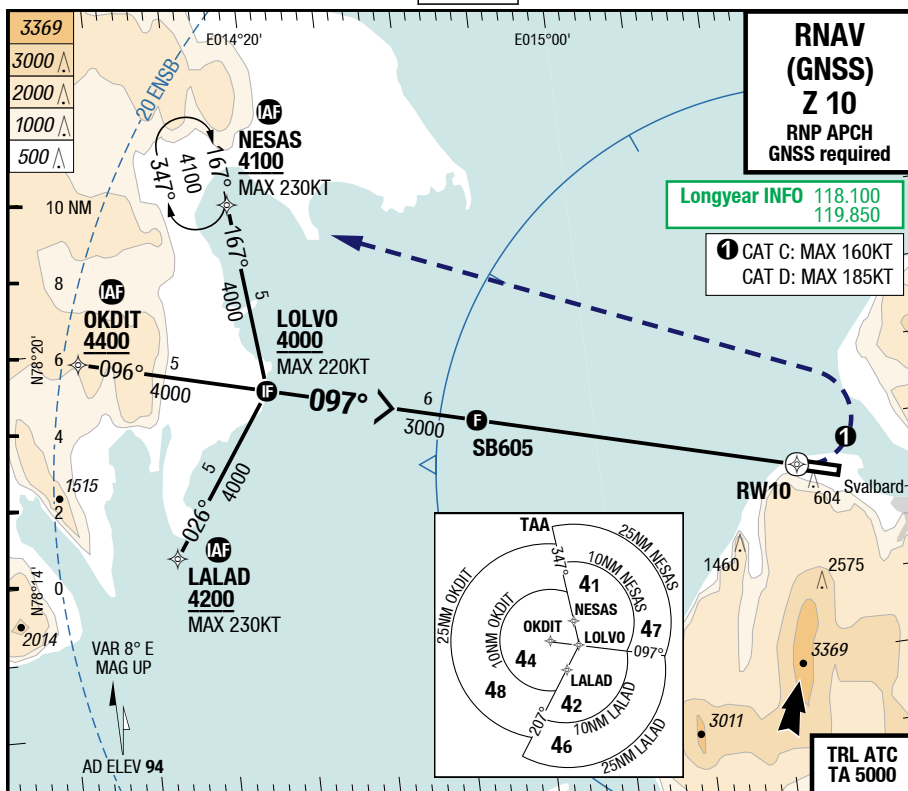 3369
3000
2000
1000
500
E014°20'
E015°00'
20 ENSB
RNAV
(GNSS)
Z 10
RNP APCH
GNSS required
Longyear INFO 118.100
119.850
1 CAT C: MAX 160KT
CAT D: MAX 185KT
IAF
NESAS
4100
MAX 230KT
167°
4100
347°
167°
5
4000
10 NM
8
6
4
2
0
N78°20'
N78°14'
IAF
OKDIT
4400
096°
5
4000
LOLVO
4000
MAX 220KT
IF
097°
6
3000
F
SB605
5
4000
026°
IAF
LALAD
4200
MAX 230KT
1
RW10
604
Svalbard
1515
2014
1460
2575
3369
3011
VAR 8° E
MAG UP
AD ELEV 94
TAA
25NM NESAS
10NM NESAS
347°
41
NESAS
47
25NM OKDIT
10NM OKDIT
OKDIT
LOLVO
097°
44
LALAD
48
42
207°
10NM LALAD
46
25NM LALAD
TRL ATC
TA 5000